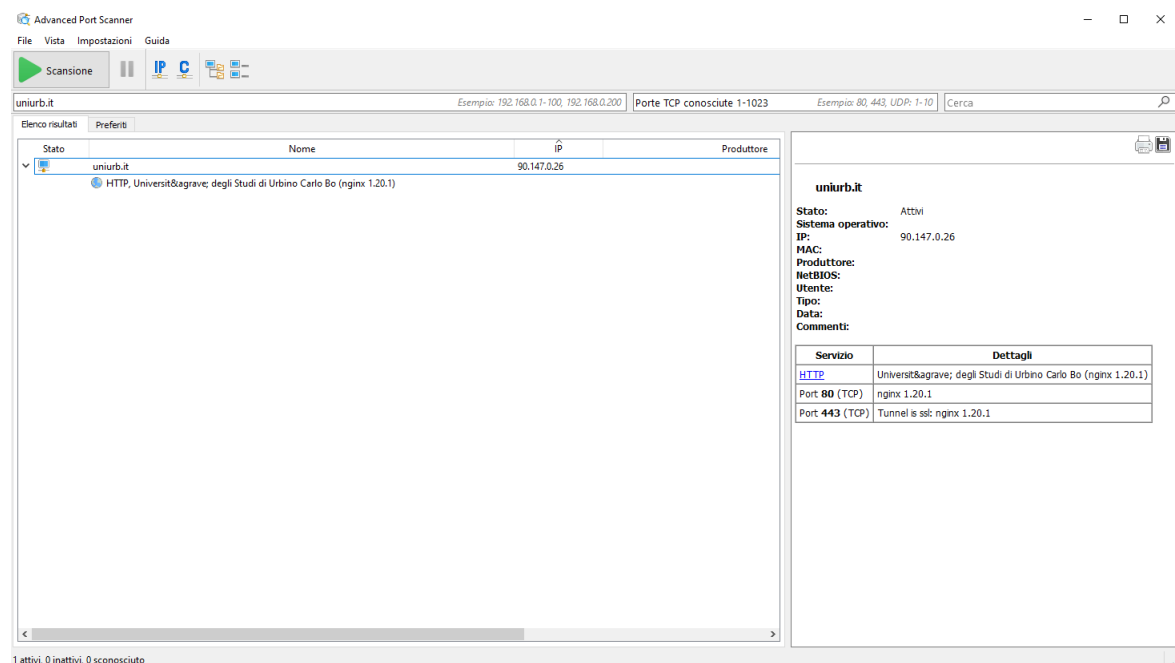 Advanced Port Scanner
File Vista Impostazioni Guida
Scansione IP C
uniurb.it Esempio: 192.168.0.1-100, 192.168.0.200 Porte TCP conosciute 1-1023 Esempio: 80, 443, UDP: 1-10 Cerca
Elenco risultati Preferiti
Stato Nome IP Produttore
uniurb.it 90.147.0.26
HTTP, Universit&agrave; degli Studi di Urbino Carlo Bo (nginx 1.20.1)
uniurb.it
Stato: Attivi
Sistema operativo:
IP: 90.147.0.26
MAC:
Produttore:
NetBIOS:
Utente:
Tipo:
Data:
Commenti:
Servizio Dettagli
HTTP Universit&agrave; degli Studi di Urbino Carlo Bo (nginx 1.20.1)
Port 80 (TCP) nginx 1.20.1
Port 443 (TCP) Tunnel is ssl: nginx 1.20.1
1 attivi, 0 inattivi, 0 sconosciuto